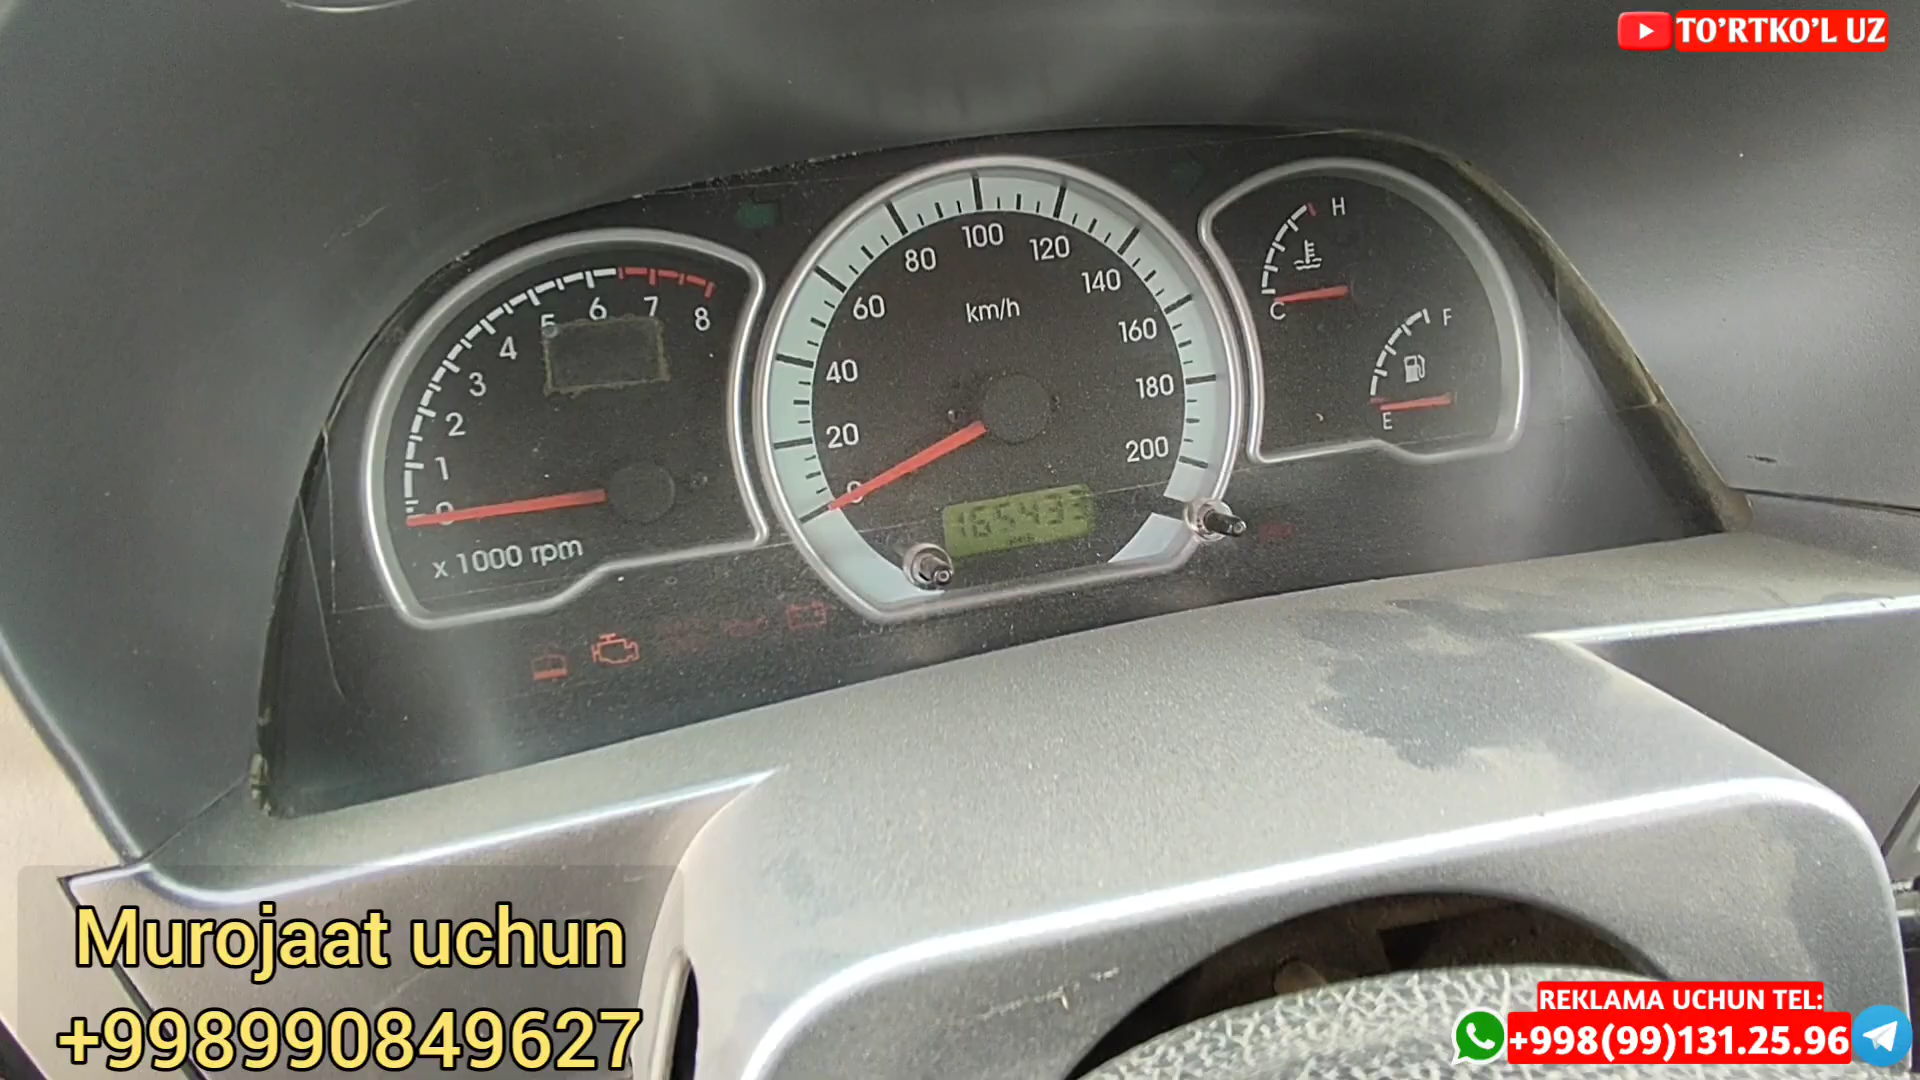 TO'RTKO'L UZ
0
1
2
3
4
5
6
7
8
x 1000 rpm
0
20
40
60
80
100
120
140
160
180
200
km/h
165433
H
C
F
E
Murojaat uchun
+998990849627
REKLAMA UCHUN TEL:
+998(99)131.25.96